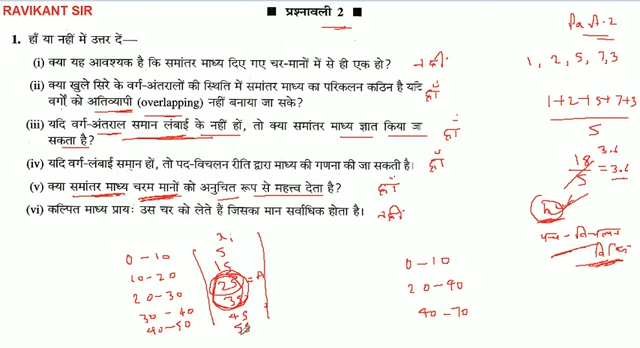 RAVIKANT SIR
■ प्रश्नावली 2 ■
1. हाँ या नहीं में उत्तर दें—
(i) क्या यह आवश्यक है कि समांतर माध्य दिए गए चर-मानों में से ही एक हो? नहीं
(ii) क्या खुले सिरे के वर्ग-अंतरालों की स्थिति में समांतर माध्य का परिकलन कठिन है यदि
वर्गों को अतिव्यापी (overlapping) नहीं बनाया जा सके? हाँ
(iii) यदि वर्ग-अंतराल समान लंबाई के नहीं हों, तो क्या समांतर माध्य ज्ञात किया ज
सकता है? हाँ
(iv) यदि वर्ग-लंबाई समान हों, तो पद-विचलन रीति द्वारा माध्य की गणना की जा सकती है। हाँ
(v) क्या समांतर माध्य चरम मानों को अनुचित रूप से महत्त्व देता है? हाँ
(vi) कल्पित माध्य प्रायः उस चर को लेते हैं जिसका मान सर्वाधिक होता है। नहीं
1, 2, 5, 7, 3
1+2+5+7+3
5
18
5
= 3.6
3.6
पद-विचलन
xi
0-10 5
10-20 15
20-30 25 = A
30-40 35
40-50 45
0-10
20-40
40-70